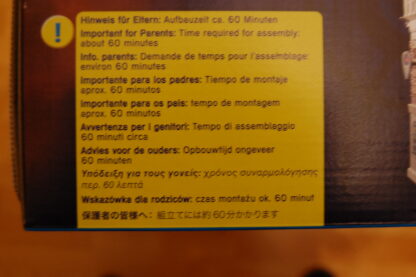 !
Hinweis für Eltern: Aufbauzeit ca. 60 Minuten
Important for Parents: Time required for assembly:
about 60 minutes
Info. parents: Demande de temps pour l'assemblage:
environ 60 minutes
Importante para los padres: Tiempo de montaje
aprox. 60 minutos
Importante para os pais: tempo de montagem
aprox. 60 minutos
Avvertenza per i genitori: Tempo di assemblaggio
60 minuti circa
Advies voor de ouders: Opbouwtijd ongeveer
60 minuten
Υπόδειξη για τους γονείς: χρόνος συναρμολόγησης
περ. 60 λεπτά
Wskazówka dla rodziców: czas montażu ok. 60 minut
保護者の皆様へ: 組立てには約60分かかります